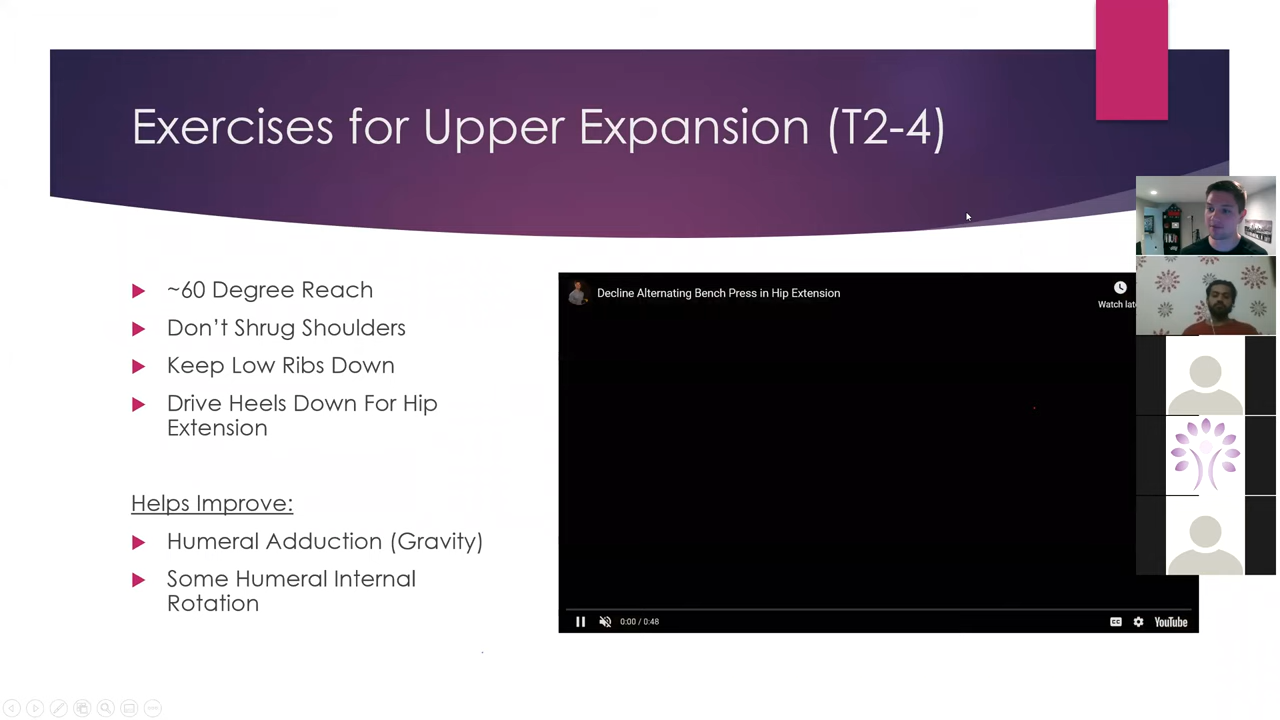 Exercises for Upper Expansion (T2-4)
~60 Degree Reach
Don't Shrug Shoulders
Keep Low Ribs Down
Drive Heels Down For Hip
Extension
Helps Improve:
Humeral Adduction (Gravity)
Some Humeral Internal
Rotation
Decline Alternating Bench Press in Hip Extension
Watch late
0:00 / 0:48
CC
YouTube